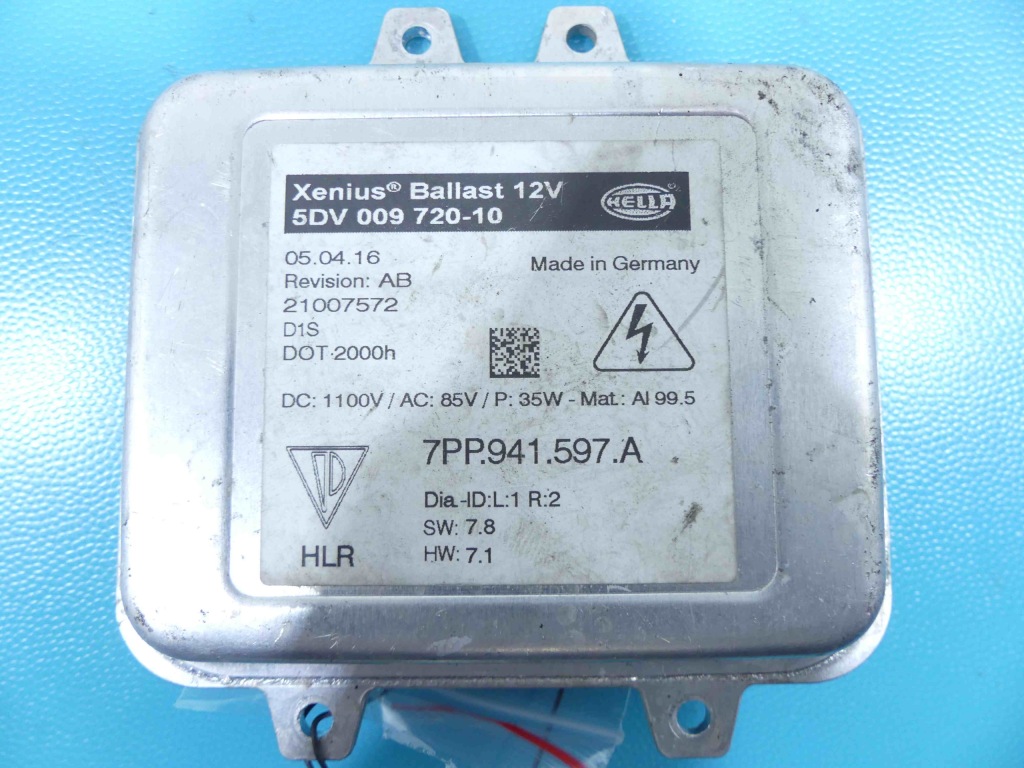 Xenius® Ballast 12V
5DV 009 720-10
HELLA
05.04.16
Made in Germany
Revision: AB
21007572
D1S
DOT 2000h
DC: 1100V / AC: 85V / P: 35W - Mat.: Al 99.5
7PP.941.597.A
Dia.-ID:L:1 R:2
SW: 7.8
HW: 7.1
HLR